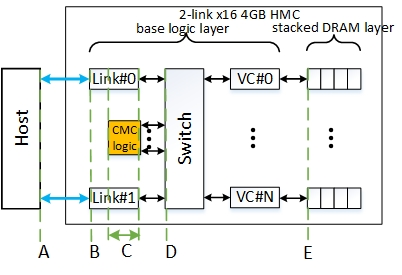 2-link x16 4GB HMC
base logic layer
stacked DRAM layer
Host
Link#0
VC#0
CMC
logic
Switch
Link#1
VC#N
A
B
C
D
E